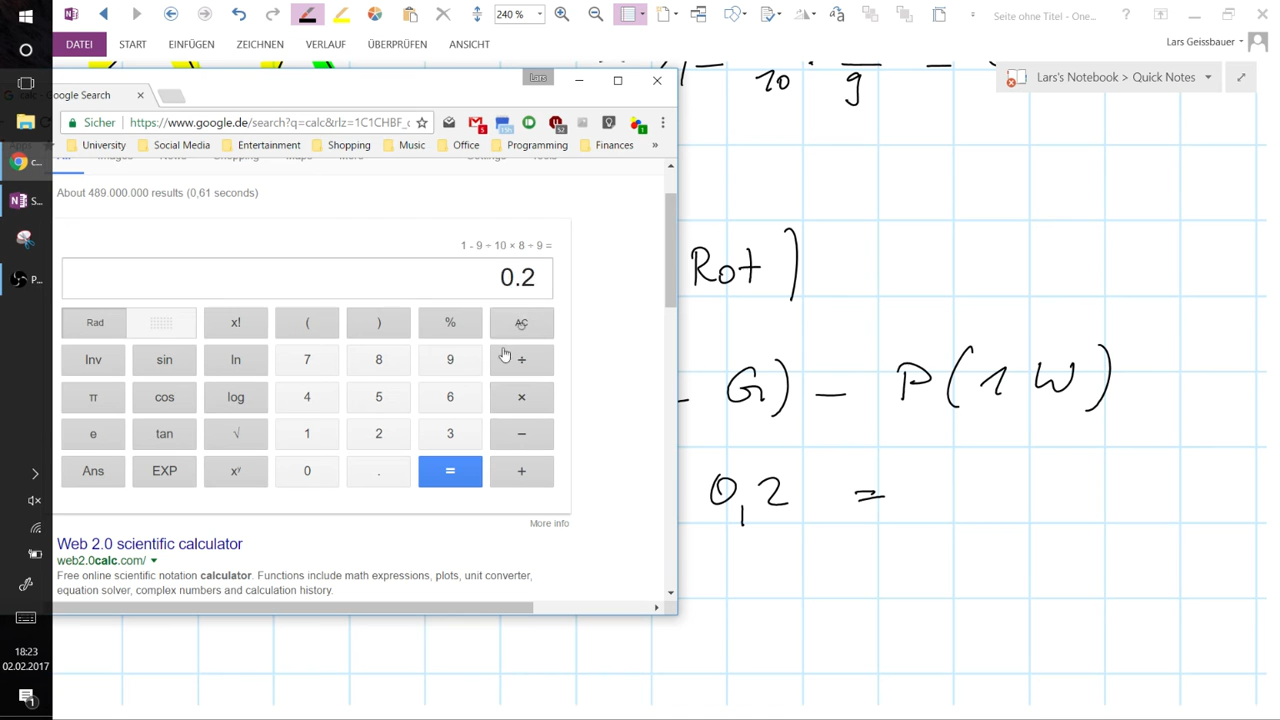 240 %
Seite ohne Titel - One...
DATEI START EINFÜGEN ZEICHNEN VERLAUF ÜBERPRÜFEN ANSICHT
Lars Geissbauer
Lars's Notebook > Quick Notes
10 9
Lars
calc - Google Search
Sicher https://www.google.de/search?q=calc&rlz=1C1CHBF_
University Social Media Entertainment Shopping Music Office Programming Finances »
About 489.000.000 results (0,61 seconds)
1 - 9 ÷ 10 × 8 ÷ 9 =
0.2
Rad x! ( ) % AC
Inv sin ln 7 8 9 ÷
π cos log 4 5 6 ×
e tan √ 1 2 3 −
Ans EXP xʸ 0 . = +
More info
Web 2.0 scientific calculator
web2.0calc.com/
Free online scientific notation calculator. Functions include math expressions, plots, unit converter,
equation solver, complex numbers and calculation history.
Rot )
- G) - P(1 W)
0,2 =
c...
S...
P...
18:23
02.02.2017